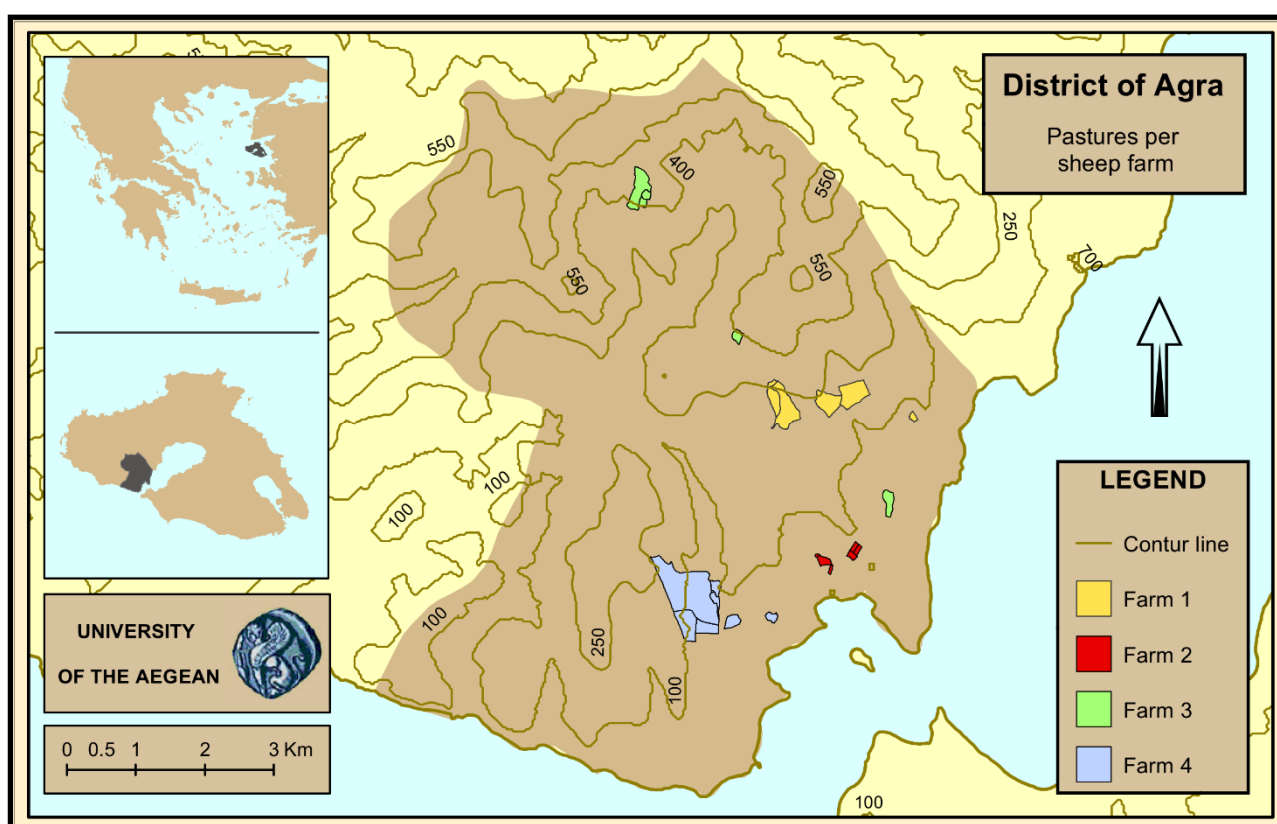 District of Agra
Pastures per
sheep farm
550
400
550
250
700
550
550
100
100
100
250
100
100
UNIVERSITY
OF THE AEGEAN
0 0.5 1 2 3 Km
LEGEND
Contur line
Farm 1
Farm 2
Farm 3
Farm 4